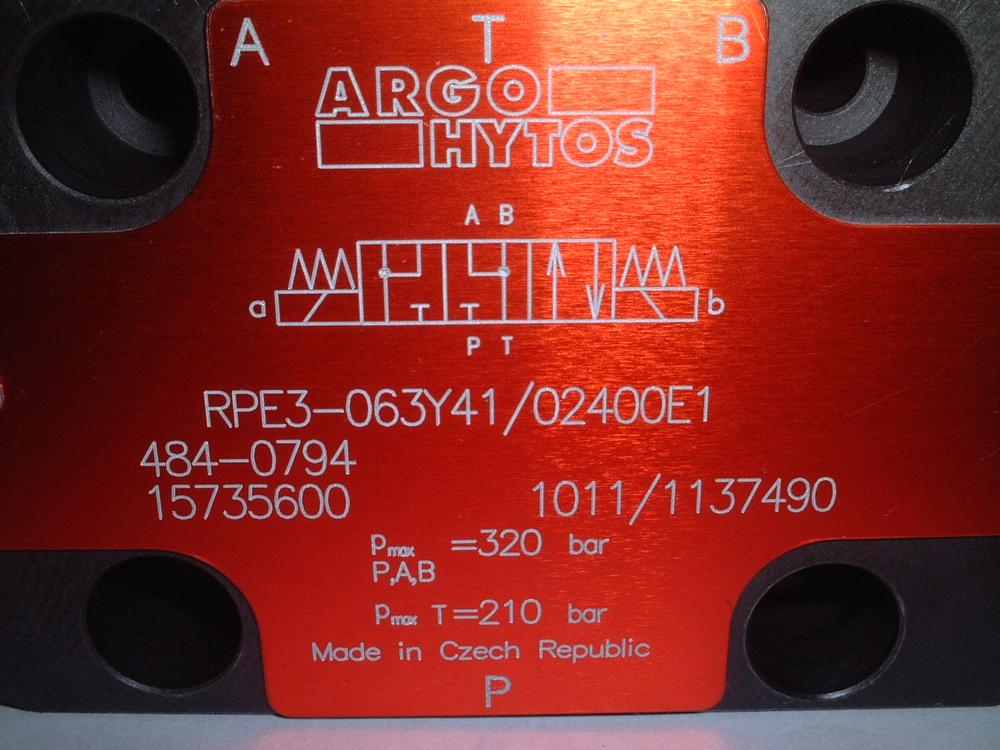 A T B
ARGO
HYTOS
A B
a b
P T
RPE3-063Y41/02400E1
484-0794
15735600 1011/1137490
pmax =320 bar
P,A,B
pmax T=210 bar
Made in Czech Republic
P